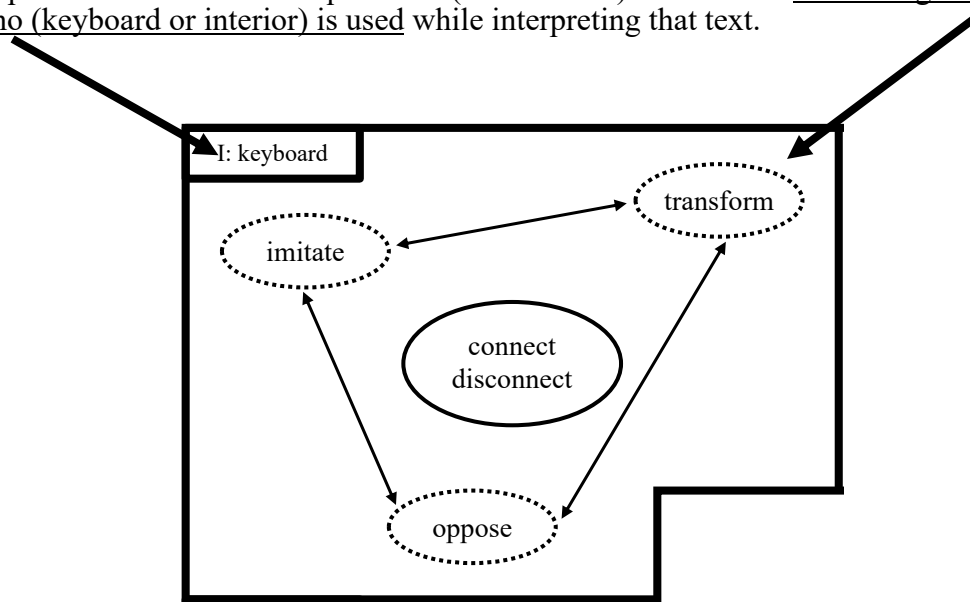 no (keyboard or interior) is used while interpreting that text.
I: keyboard
transform
imitate
connect
disconnect
oppose